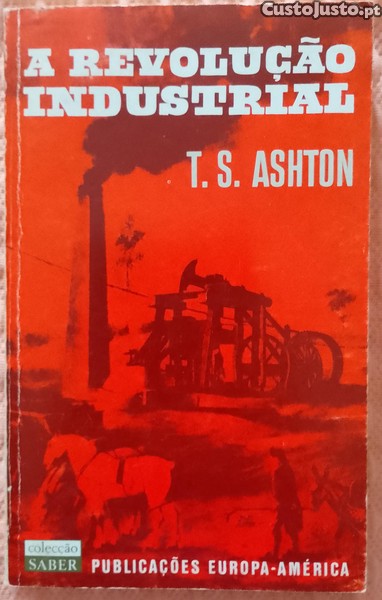 CustoJusto.pt
A REVOLUÇÃO
INDUSTRIAL
T. S. ASHTON
colecção
SABER
PUBLICAÇÕES EUROPA-AMÉRICA